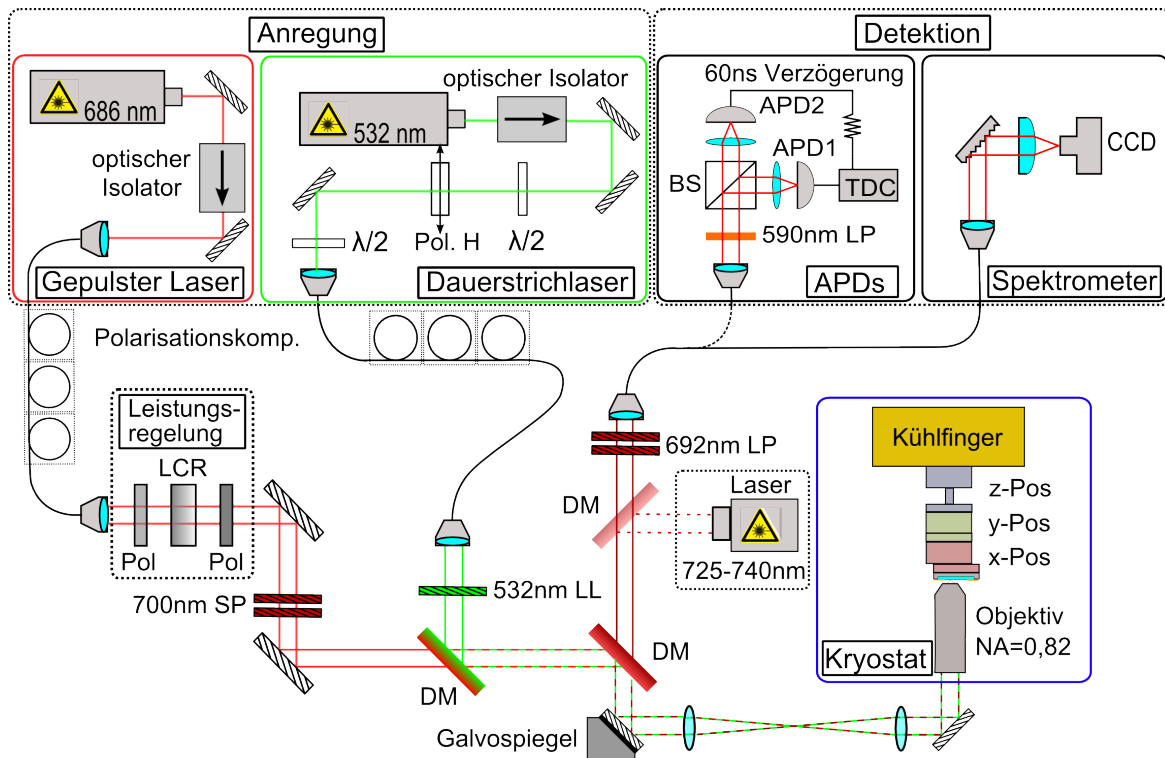 Anregung
Detektion
686 nm
optischer
Isolator
Gepulster Laser
532 nm
optischer Isolator
λ/2
Pol. H
λ/2
Dauerstrichlaser
60ns Verzögerung
APD2
APD1
BS
TDC
590nm LP
APDs
CCD
Spektrometer
Polarisationskomp.
Leistungs-
regelung
LCR
Pol
Pol
700nm SP
532nm LL
DM
692nm LP
DM
Laser
725-740nm
DM
Galvospiegel
Kühlfinger
z-Pos
y-Pos
x-Pos
Objektiv
NA=0,82
Kryostat